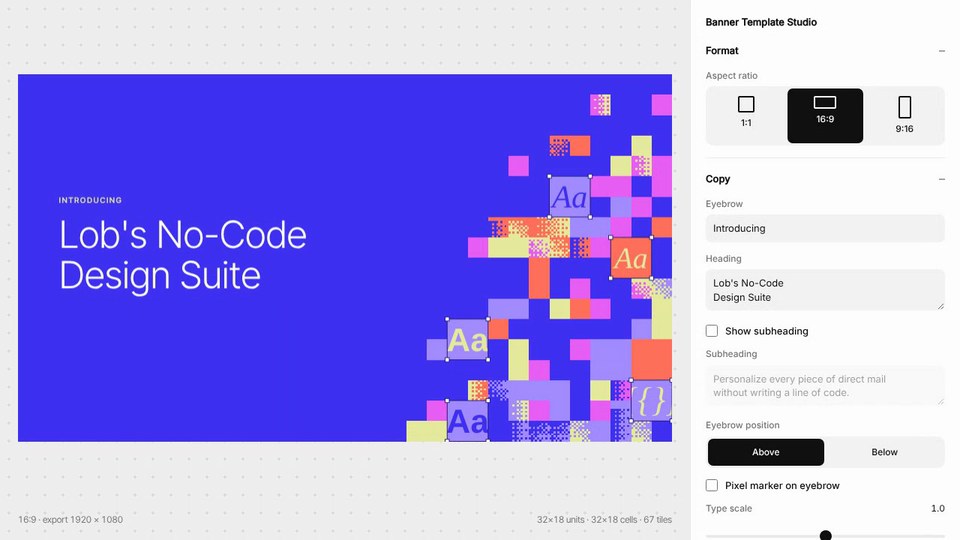 INTRODUCING
Lob's No-Code
Design Suite
Aa
Aa
Aa
{}
Aa
16:9 · export 1920 × 1080
32×18 units · 32×18 cells · 67 tiles
Banner Template Studio
Format
Aspect ratio
1:1
16:9
9:16
Copy
Eyebrow
Introducing
Heading
Lob's No-Code
Design Suite
Show subheading
Subheading
Personalize every piece of direct mail
without writing a line of code.
Eyebrow position
Above
Below
Pixel marker on eyebrow
Type scale
1.0